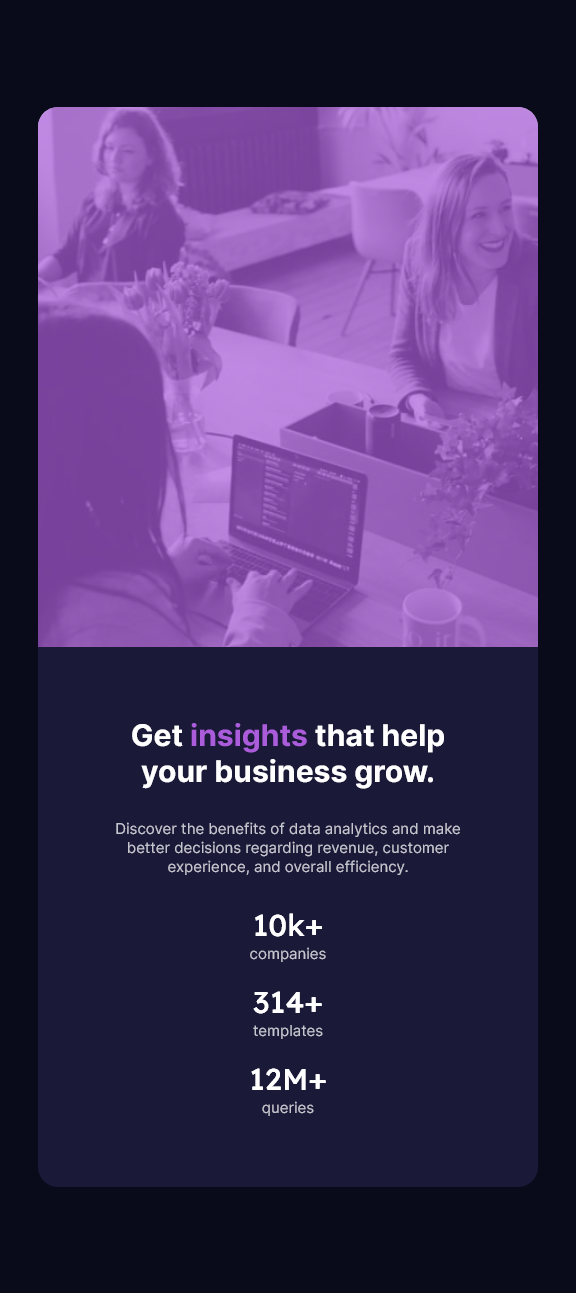 Get insights that help
your business grow.
Discover the benefits of data analytics and make
better decisions regarding revenue, customer
experience, and overall efficiency.
10k+
companies
314+
templates
12M+
queries